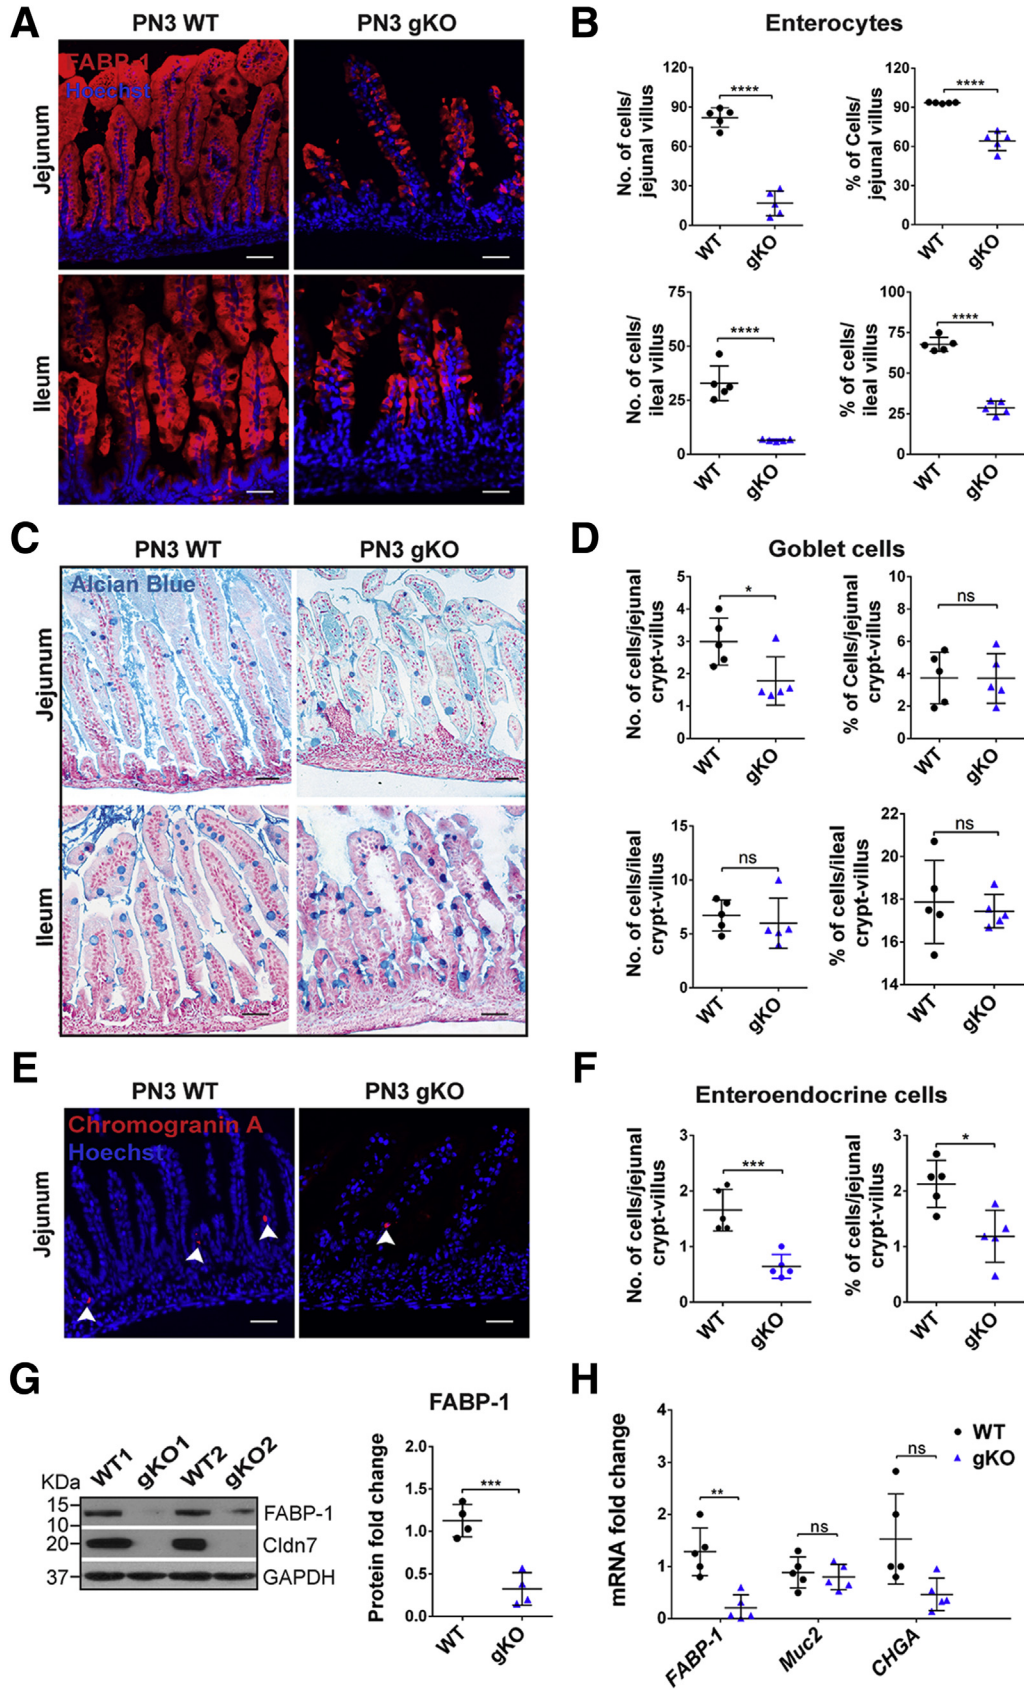 A
PN3 WT
PN3 gKO
FABP-1
Hoechst
Jejunum
Ileum
B
Enterocytes
No. of cells/
jejunal villus
120
90
60
30
0
****
WT
gKO
% of Cells/
jejunal villus
120
90
60
30
0
****
WT
gKO
No. of cells/
ileal villus
75
50
25
0
****
WT
gKO
% of cells/
ileal villus
100
75
50
25
0
****
WT
gKO
C
PN3 WT
PN3 gKO
Alcian Blue
Jejunum
Ileum
D
Goblet cells
No. of cells/jejunal
crypt-villus
5
4
3
2
1
0
*
WT
gKO
% of Cells/jejunal
crypt-villus
10
8
6
4
2
0
ns
WT
gKO
No. of cells/ileal
crypt-villus
15
10
5
0
ns
WT
gKO
% of cells/ileal
crypt-villus
22
20
18
16
14
ns
WT
gKO
E
PN3 WT
PN3 gKO
Chromogranin A
Hoechst
Jejunum
F
Enteroendocrine cells
No. of cells/jejunal
crypt-villus
3
2
1
0
***
WT
gKO
% of cells/jejunal
crypt-villus
3
2
1
0
*
WT
gKO
G
KDa
WT1
gKO1
WT2
gKO2
15
10
20
37
FABP-1
Cldn7
GAPDH
FABP-1
Protein fold change
2.0
1.5
1.0
0.5
0.0
***
WT
gKO
H
mRNA fold change
4
3
2
1
0
**
ns
ns
WT
gKO
FABP-1
Muc2
CHGA